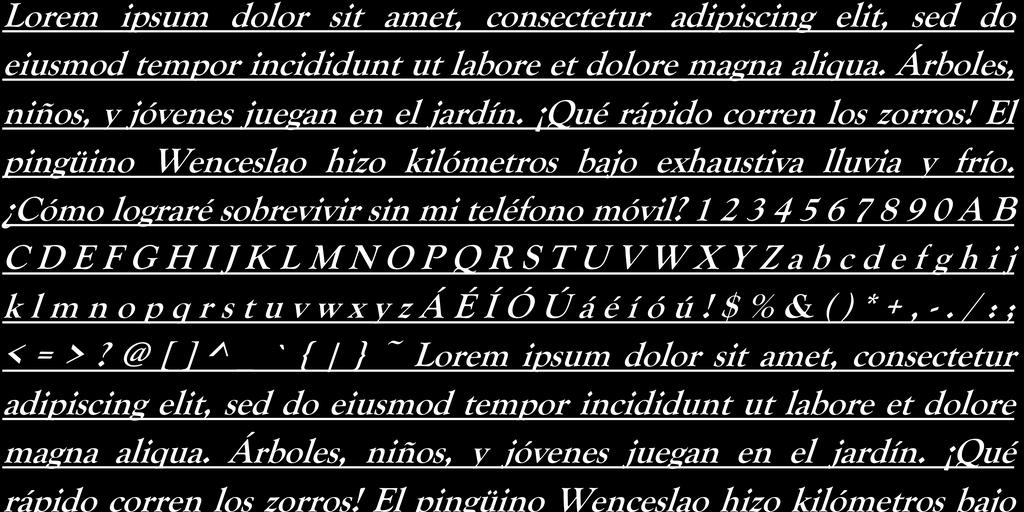 Lorem ipsum dolor sit amet, consectetur adipiscing elit, sed do
eiusmod tempor incididunt ut labore et dolore magna aliqua. Árboles,
niños, y jóvenes juegan en el jardín. ¡Qué rápido corren los zorros! El
pingüino Wenceslao hizo kilómetros bajo exhaustiva lluvia y frío.
¿Cómo lograré sobrevivir sin mi teléfono móvil? 1 2 3 4 5 6 7 8 9 0 A B
C D E F G H I J K L M N O P Q R S T U V W X Y Z a b c d e f g h i j
k l m n o p q r s t u v w x y z Á É Í Ó Ú á é í ó ú ! $ % & ( ) * + , - . / : ;
< = > ? @ [ ] ^ _ ` { | } ~ Lorem ipsum dolor sit amet, consectetur
adipiscing elit, sed do eiusmod tempor incididunt ut labore et dolore
magna aliqua. Árboles, niños, y jóvenes juegan en el jardín. ¡Qué
rápido corren los zorros! El pingüino Wenceslao hizo kilómetros bajo